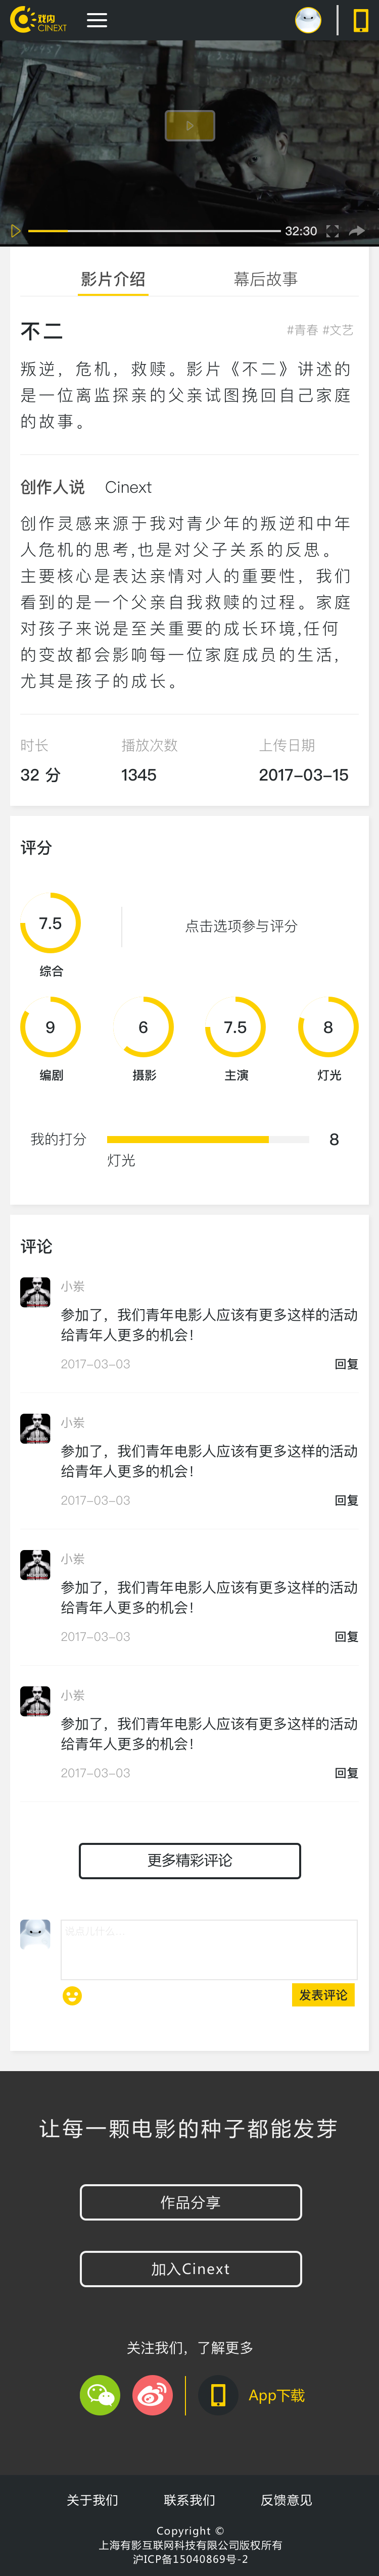 戏内
CINEXT
32:30
影片介绍 幕后故事
不二 #青春 #文艺
叛逆，危机，救赎。影片《不二》讲述的
是一位离监探亲的父亲试图挽回自己家庭
的故事。
创作人说 Cinext
创作灵感来源于我对青少年的叛逆和中年
人危机的思考,也是对父子关系的反思。
主要核心是表达亲情对人的重要性，我们
看到的是一个父亲自我救赎的过程。家庭
对孩子来说是至关重要的成长环境,任何
的变故都会影响每一位家庭成员的生活，
尤其是孩子的成长。
时长 播放次数 上传日期
32 分 1345 2017-03-15
评分
7.5 点击选项参与评分
综合
9 6 7.5 8
编剧 摄影 主演 灯光
我的打分 8
灯光
评论
小岽
参加了，我们青年电影人应该有更多这样的活动
给青年人更多的机会！
2017-03-03 回复
小岽
参加了，我们青年电影人应该有更多这样的活动
给青年人更多的机会！
2017-03-03 回复
小岽
参加了，我们青年电影人应该有更多这样的活动
给青年人更多的机会！
2017-03-03 回复
小岽
参加了，我们青年电影人应该有更多这样的活动
给青年人更多的机会！
2017-03-03 回复
更多精彩评论
说点儿什么...
发表评论
让每一颗电影的种子都能发芽
作品分享
加入Cinext
关注我们，了解更多
App下载
关于我们 联系我们 反馈意见
Copyright ©
上海有影互联网科技有限公司版权所有
沪ICP备15040869号-2